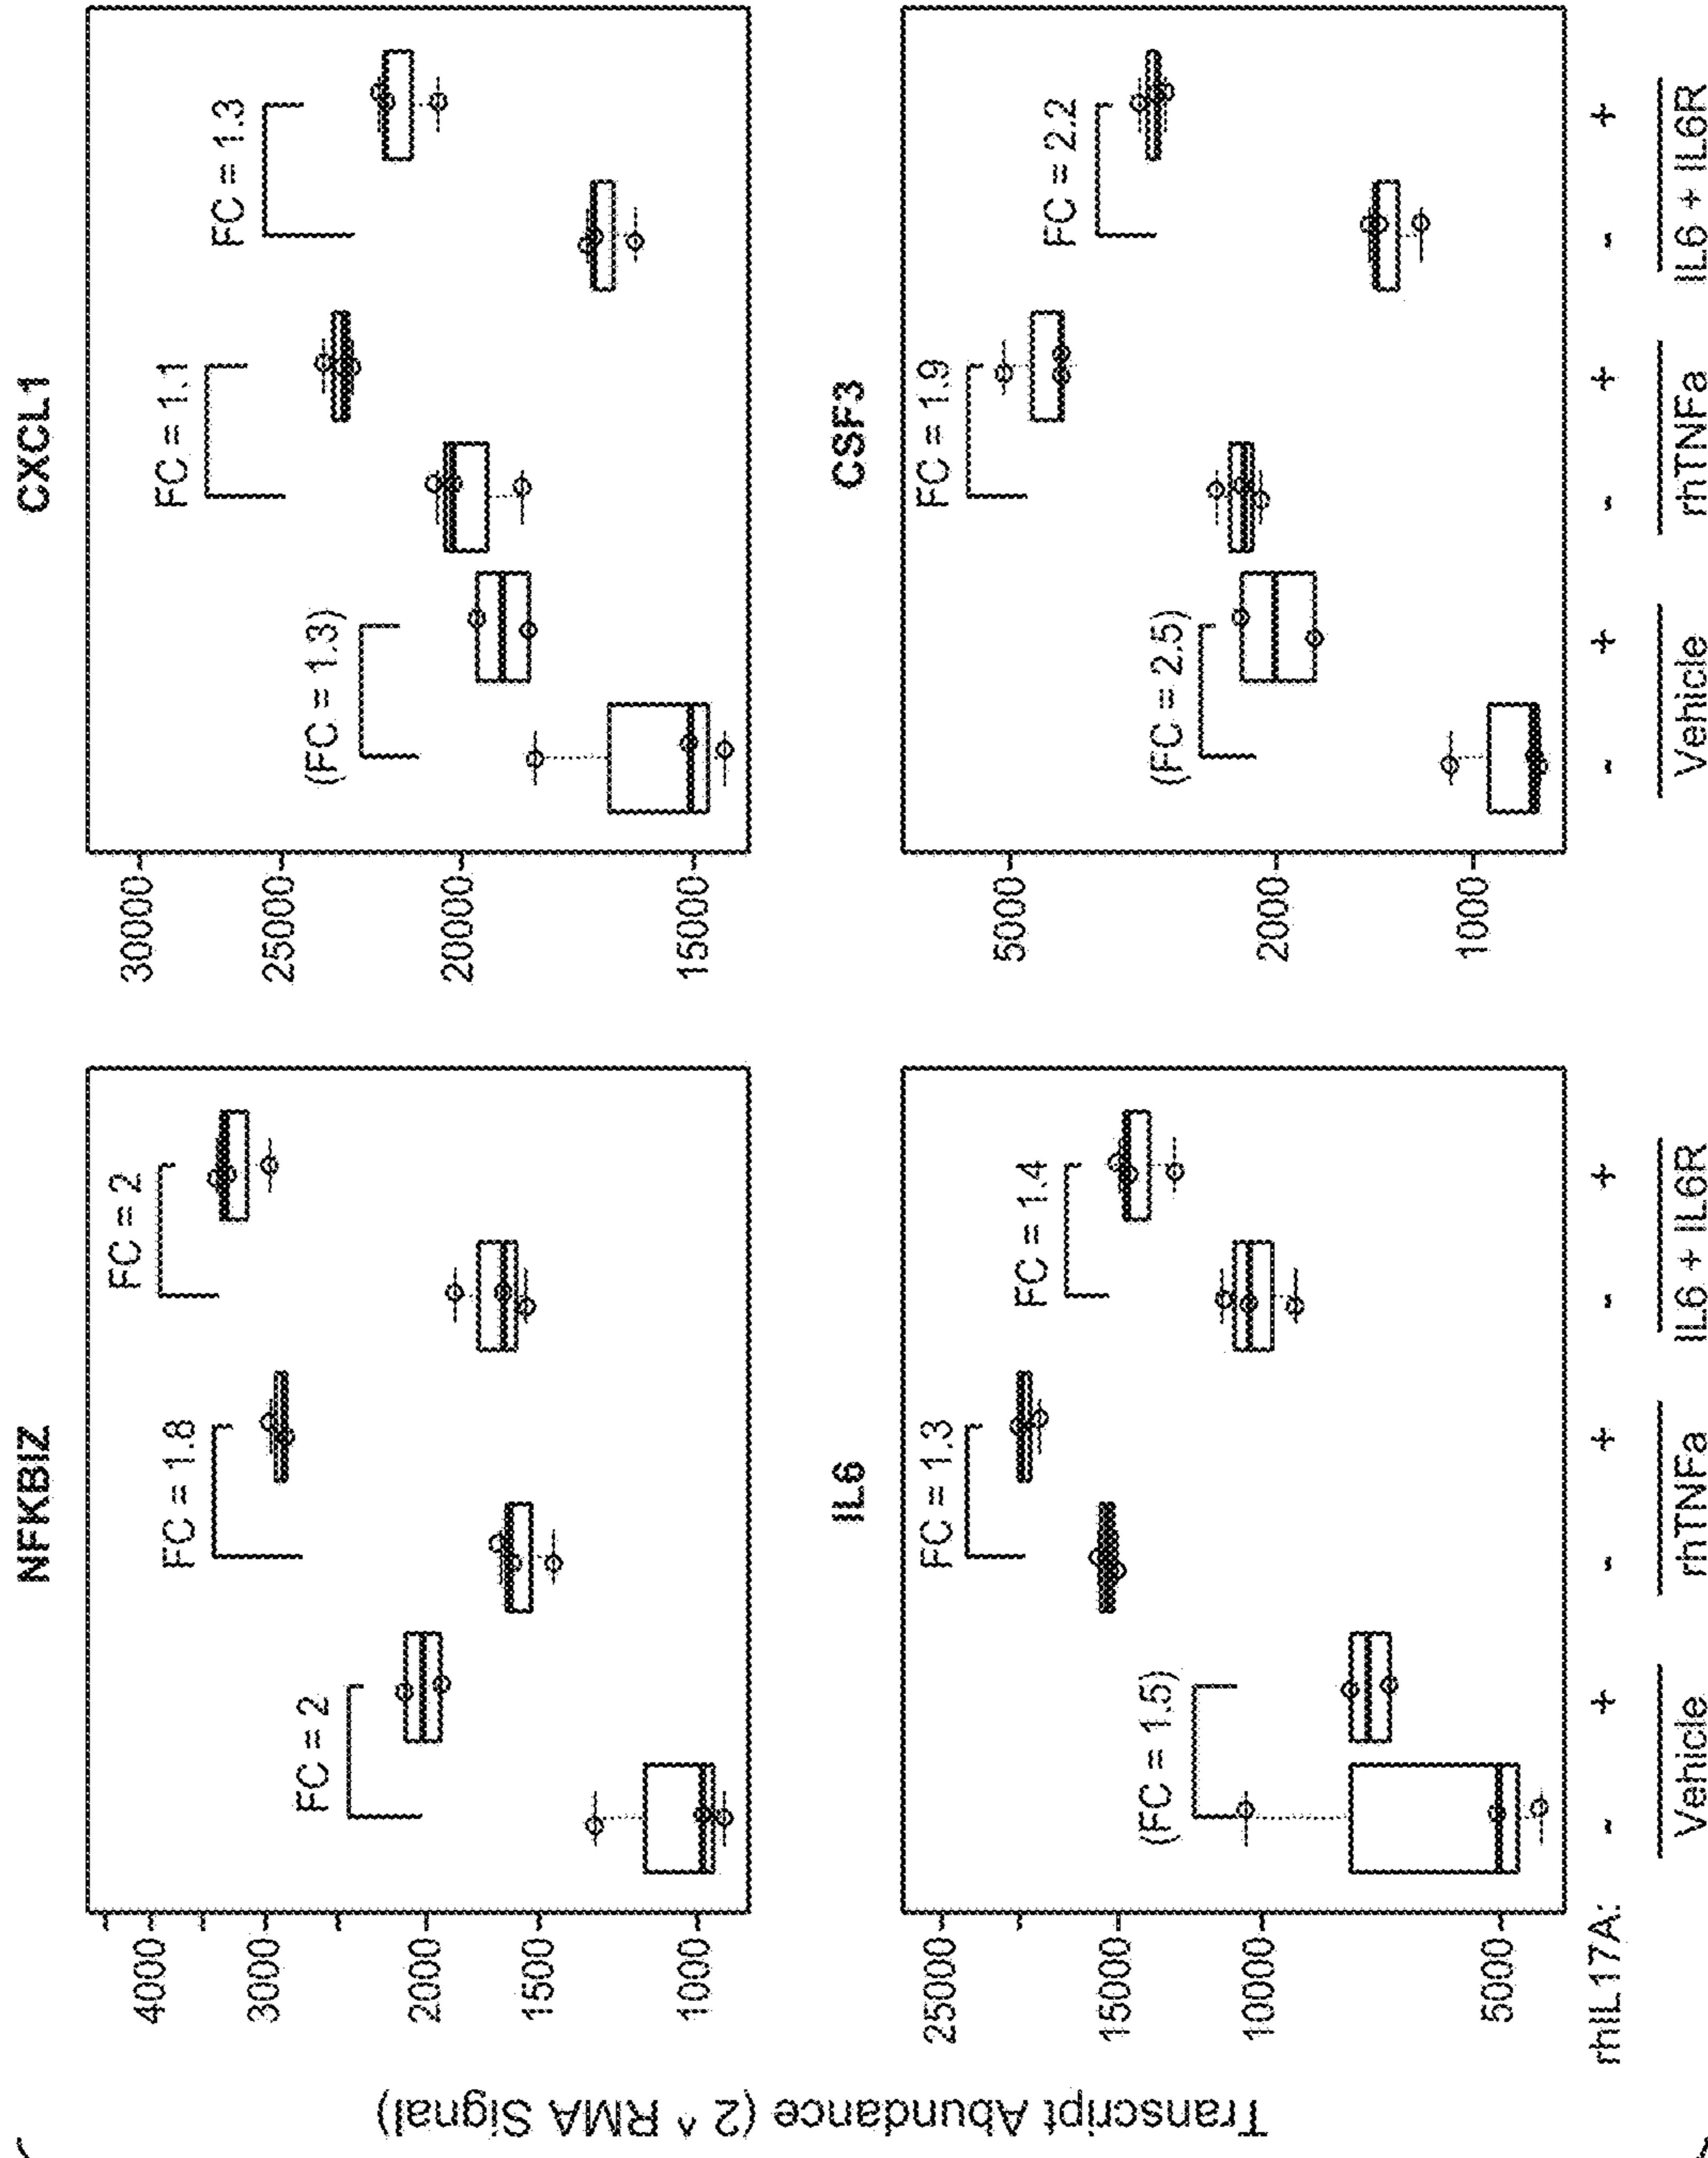 NFKBIZ
4000
3000
2000
1500
1000
FC = 2
FC = 1.8
FC = 2
CXCL1
30000
25000
20000
15000
(FC = 1.3)
FC = 1.1
FC = 1.3
IL6
25000
15000
10000
5000
(FC = 1.5)
FC = 1.3
FC = 1.4
CSF3
5000
2000
1000
(FC = 2.5)
FC = 1.9
FC = 2.2
Transcript Abundance (2 ^ RMA Signal)
rhIL17A: - + - + - + - + - + - +
Vehicle rhTNFa IL6 + IL6R Vehicle rhTNFa IL6 + IL6R